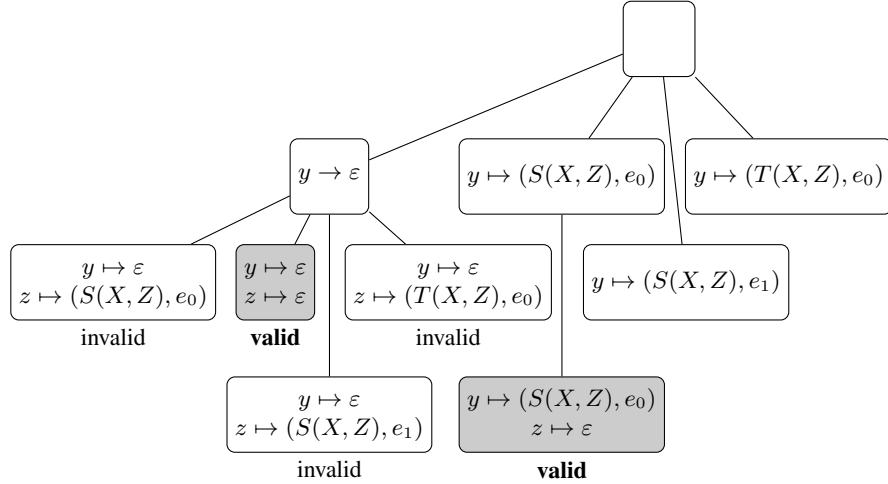 y → ε
y ↦ (S(X, Z), e₀)
y ↦ (T(X, Z), e₀)
y ↦ ε
z ↦ (S(X, Z), e₀)
invalid
y ↦ ε
z ↦ ε
valid
y ↦ ε
z ↦ (T(X, Z), e₀)
invalid
y ↦ (S(X, Z), e₁)
y ↦ ε
z ↦ (S(X, Z), e₁)
invalid
y ↦ (S(X, Z), e₀)
z ↦ ε
valid